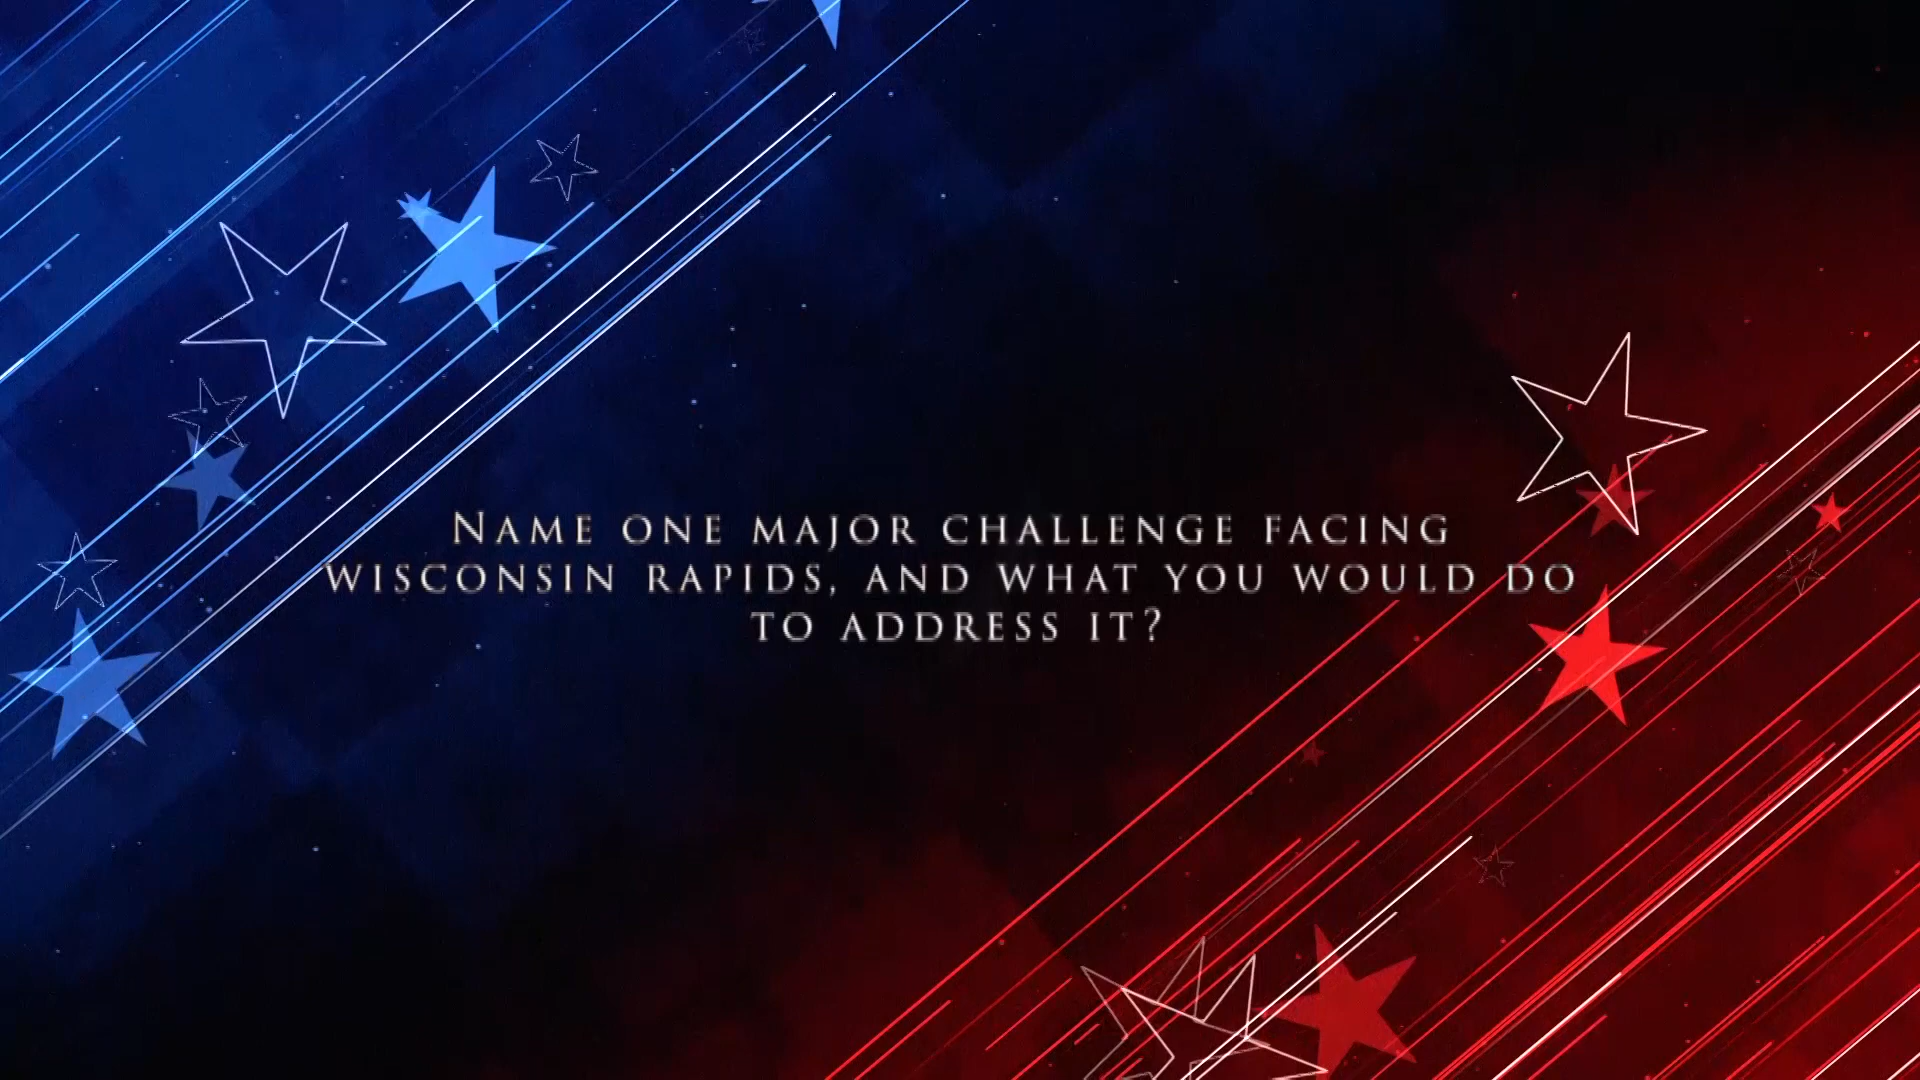 Name one major challenge facing
wisconsin rapids, and what you would do
to address it?